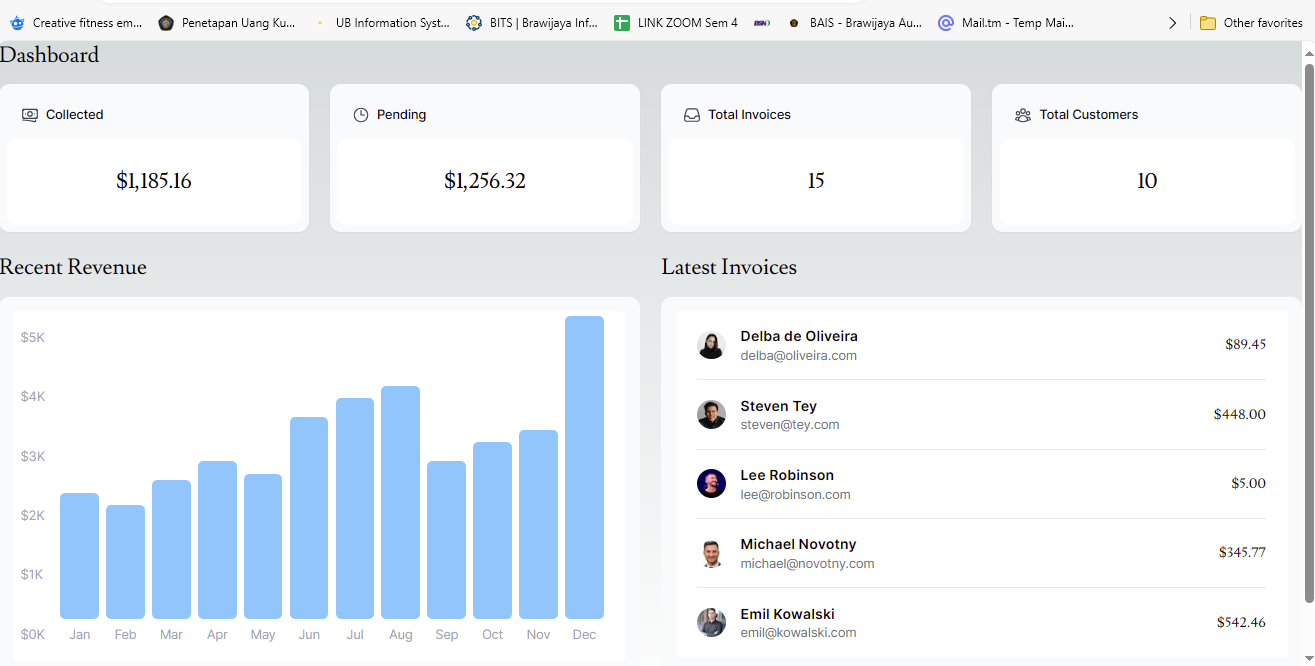 Creative fitness em... Penetapan Uang Ku... UB Information Syst... BITS | Brawijaya Inf... LINK ZOOM Sem 4 BAIS - Brawijaya Au... Mail.tm - Temp Mai... Other favorites
Dashboard
Collected
$1,185.16
Pending
$1,256.32
Total Invoices
15
Total Customers
10
Recent Revenue
$5K
$4K
$3K
$2K
$1K
$0K
Jan Feb Mar Apr May Jun Jul Aug Sep Oct Nov Dec
Latest Invoices
Delba de Oliveira
delba@oliveira.com
$89.45
Steven Tey
steven@tey.com
$448.00
Lee Robinson
lee@robinson.com
$5.00
Michael Novotny
michael@novotny.com
$345.77
Emil Kowalski
emil@kowalski.com
$542.46